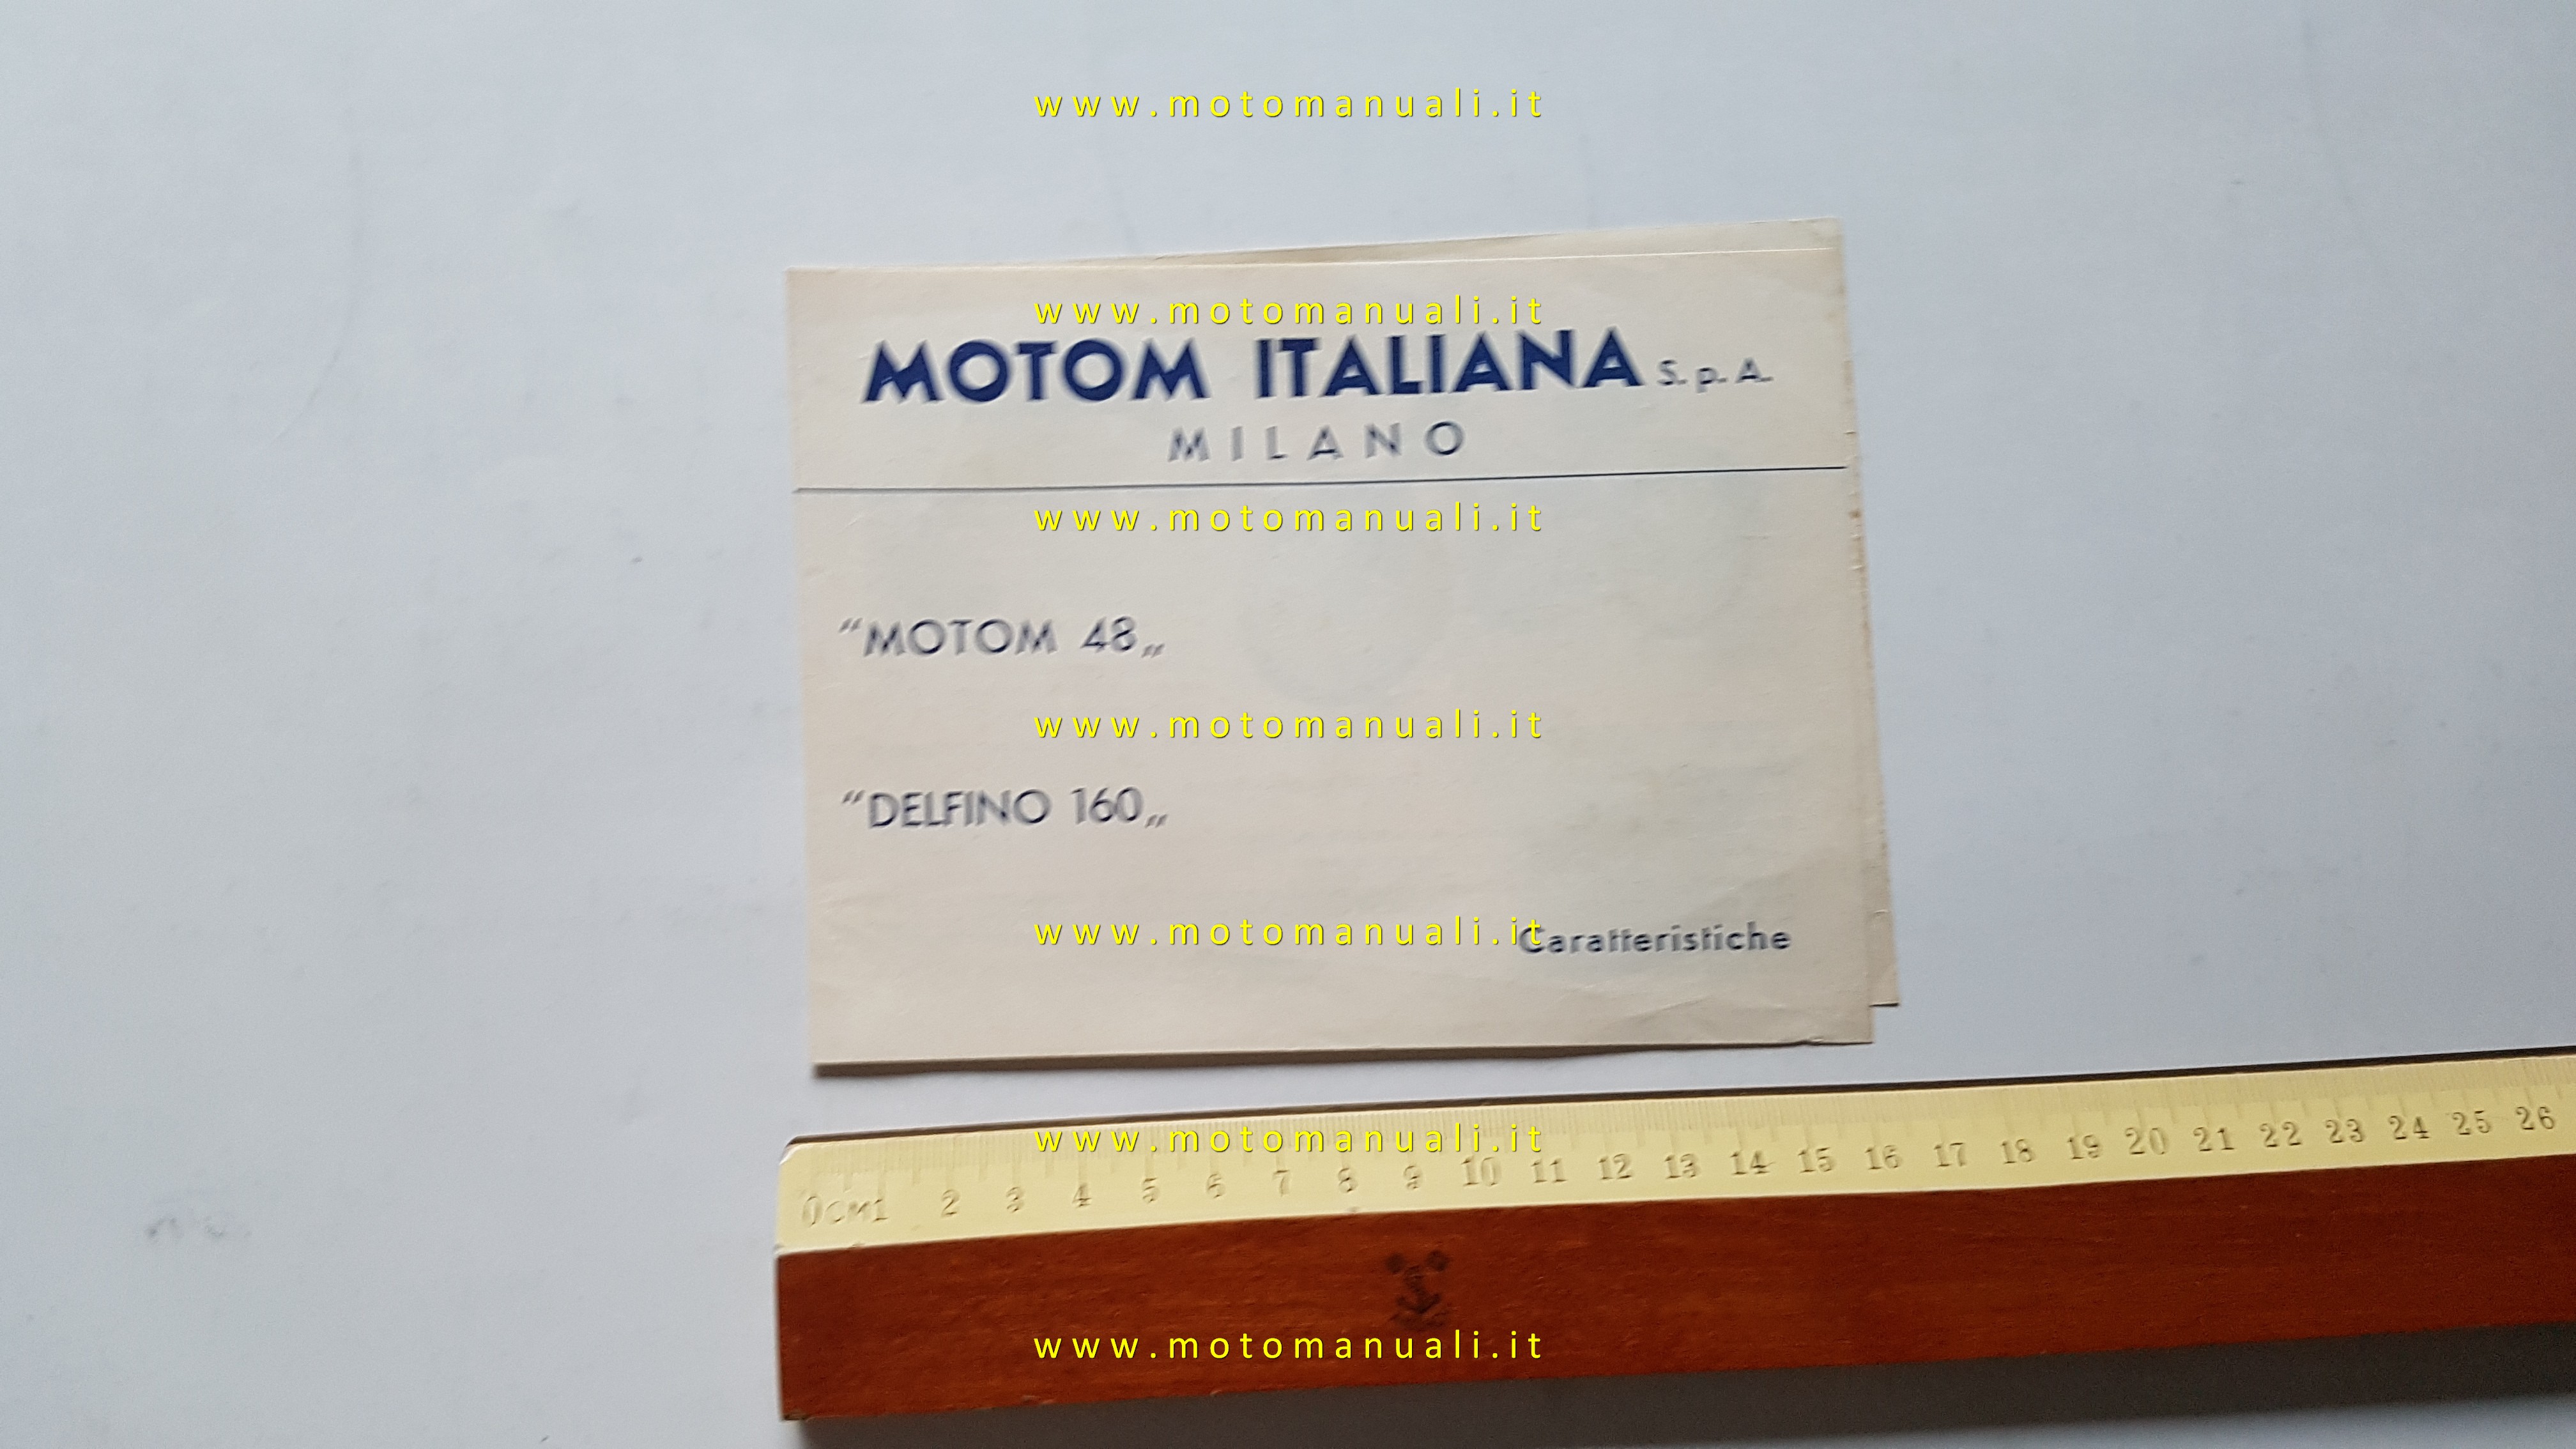 www.motomanuali.it
www.motomanuali.it
MOTOM ITALIANA S.p.A.
MILANO
www.motomanuali.it
“MOTOM 48„
www.motomanuali.it
“DELFINO 160„
www.motomanuali.it
Caratteristiche
www.motomanuali.it
0CM1 2 3 4 5 6 7 8 9 10 11 12 13 14 15 16 17 18 19 20 21 22 23 24 25 26
www.motomanuali.it